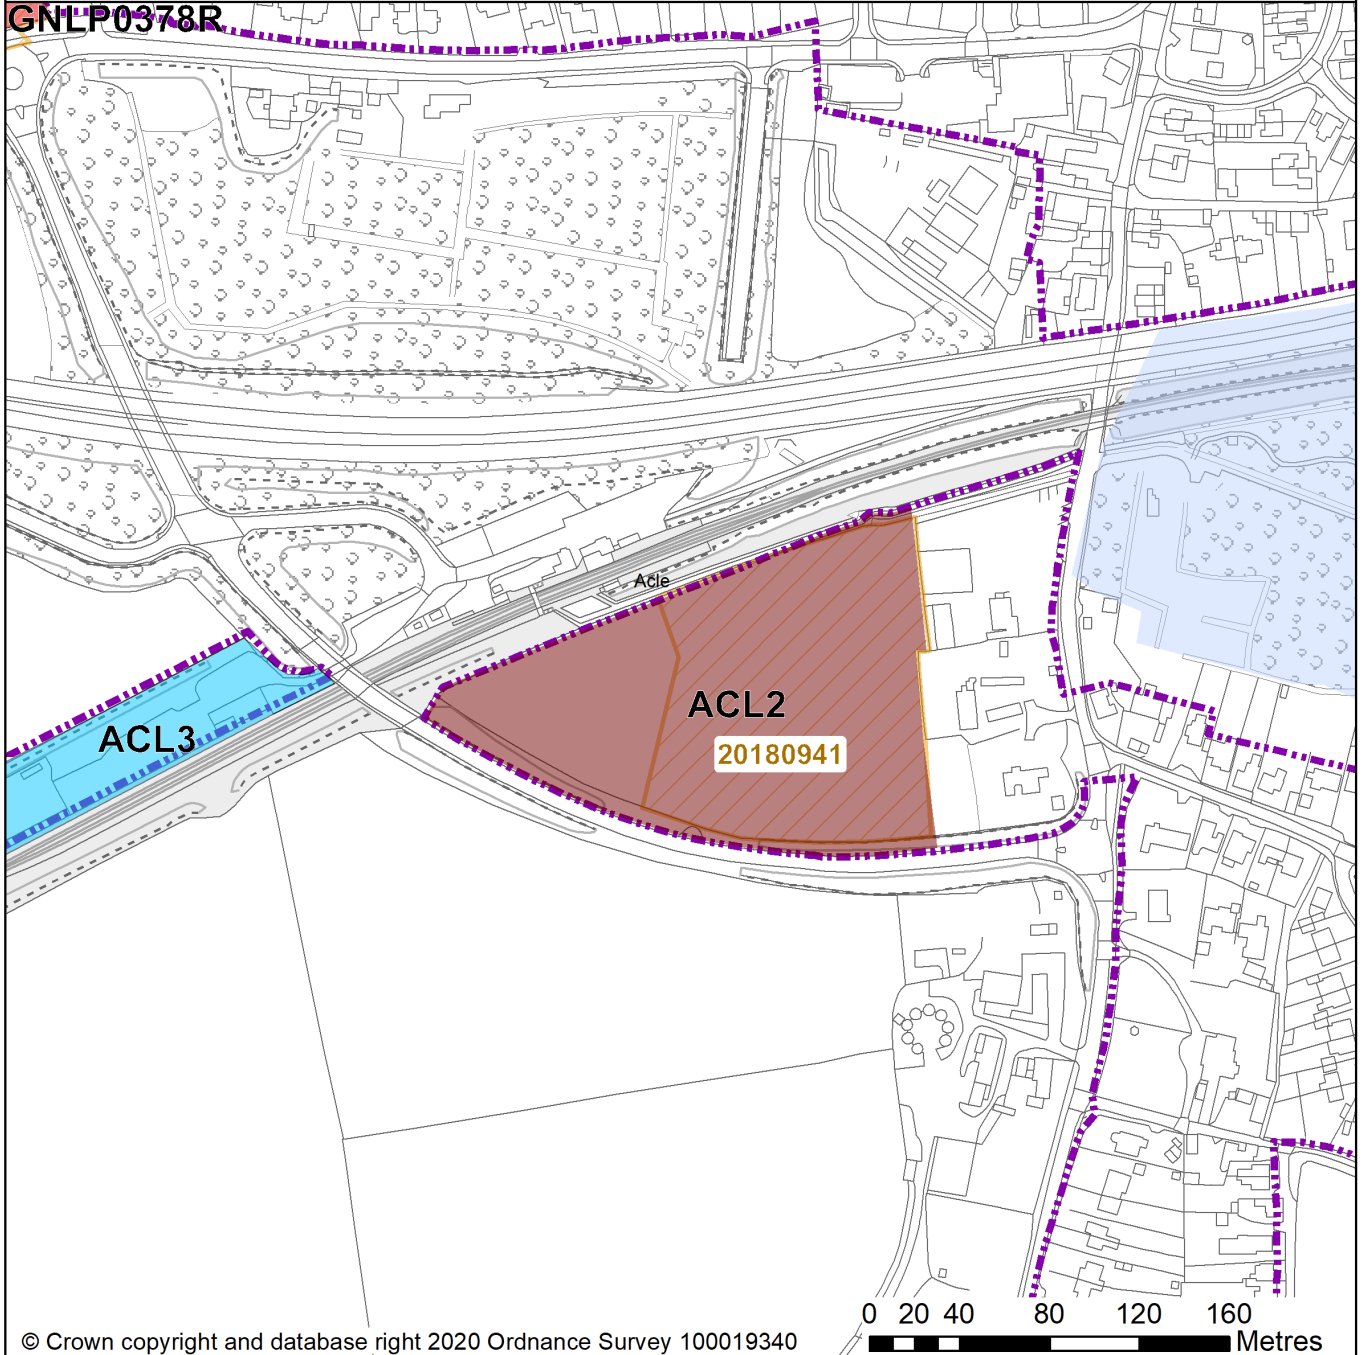 GNLP0378R
Acle
ACL2
20180941
ACL3
0 20 40 80 120 160
Metres
© Crown copyright and database right 2020 Ordnance Survey 100019340